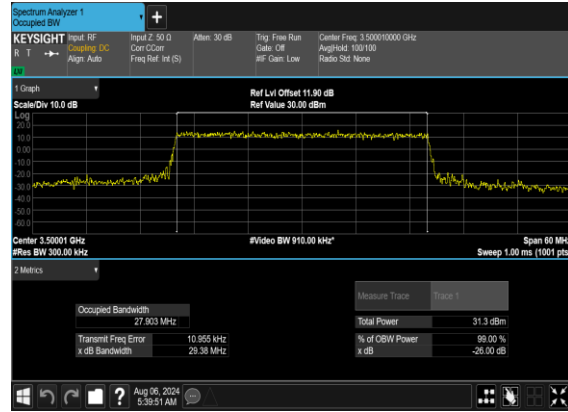 Spectrum Analyzer 1
Occupied BW
+
KEYSIGHT Input: RF Input Z: 50 Ω Atten: 30 dB Trig: Free Run Center Freq: 3.500010000 GHz
R T Coupling: DC Corr CCorr Gate: Off Avg|Hold: 100/100
Align: Auto Freq Ref: Int (S) #IF Gain: Low Radio Std: None
LM
1 Graph Ref Lvl Offset 11.90 dB
Scale/Div 10.0 dB Ref Value 30.00 dBm
Log
20.0
10.0
0.00
-10.0
-20.0
-30.0
-40.0
-50.0
-60.0
Center 3.50001 GHz #Video BW 910.00 kHz* Span 60 MHz
#Res BW 300.00 kHz Sweep 1.00 ms (1001 pts
2 Metrics
Measure Trace Trace 1
Occupied Bandwidth
27.903 MHz Total Power 31.3 dBm
Transmit Freq Error 10.955 kHz % of OBW Power 99.00 %
x dB Bandwidth 29.38 MHz x dB -26.00 dB
? Aug 06, 2024
5:39:51 AM